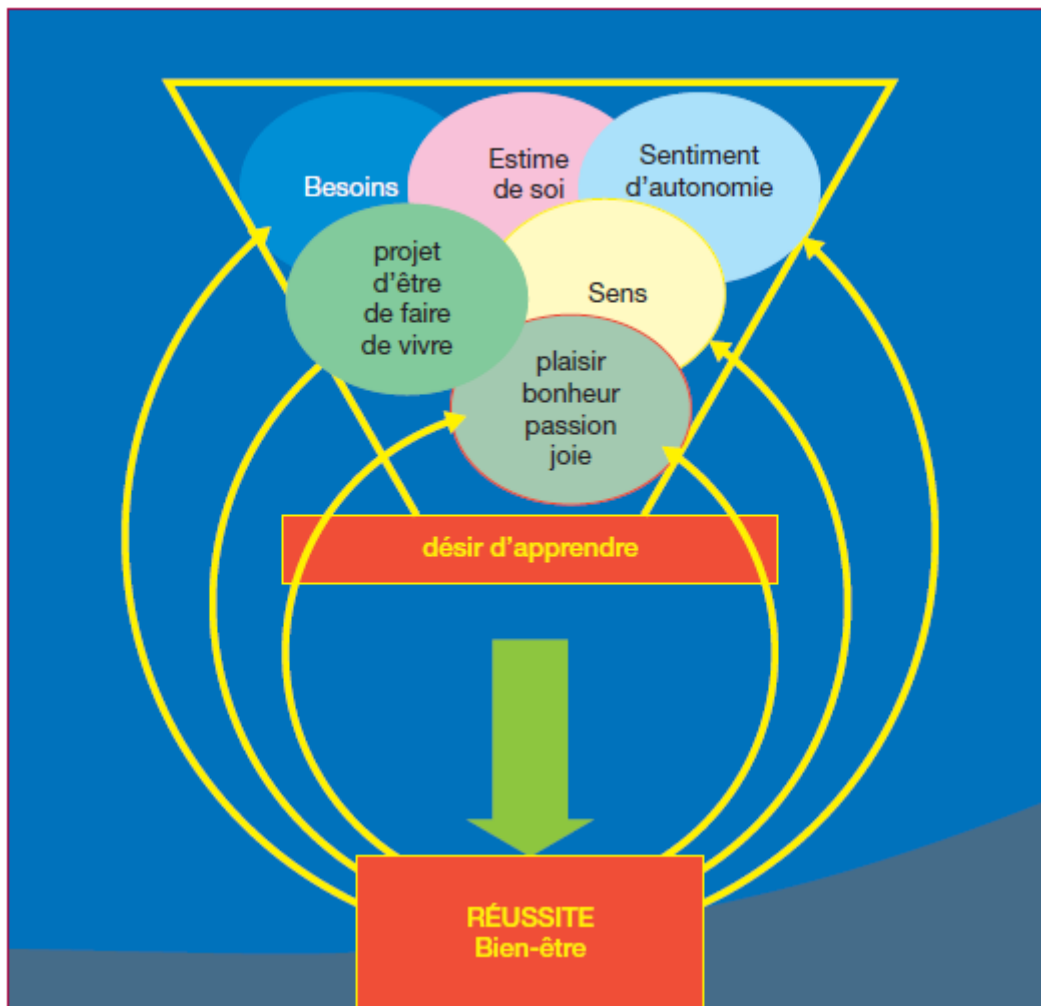 Besoins
Estime
de soi
Sentiment
d'autonomie
projet
d'être
de faire
de vivre
Sens
plaisir
bonheur
passion
joie
désir d'apprendre
RÉUSSITE
Bien-être